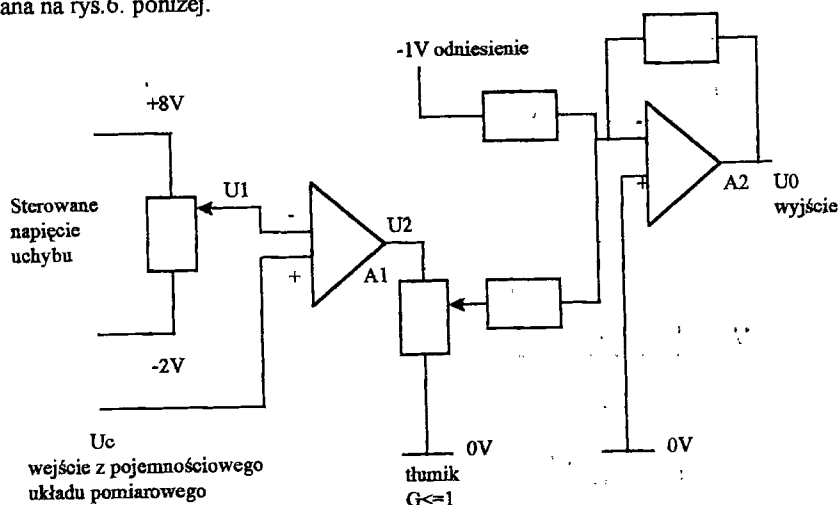 ana na rys.6. poniżej.
-1V odniesienie
+8V
U1
Sterowane
napięcie
uchybu
-
+
A1
U2
-
+
A2
U0
wyjście
-2V
Uc
wejście z pojemnościowego
układu pomiarowego
0V
tłumik
G<=1
0V